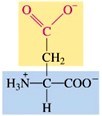 O O⁻
C
CH₂
H₃N⁺—C—COO⁻
H